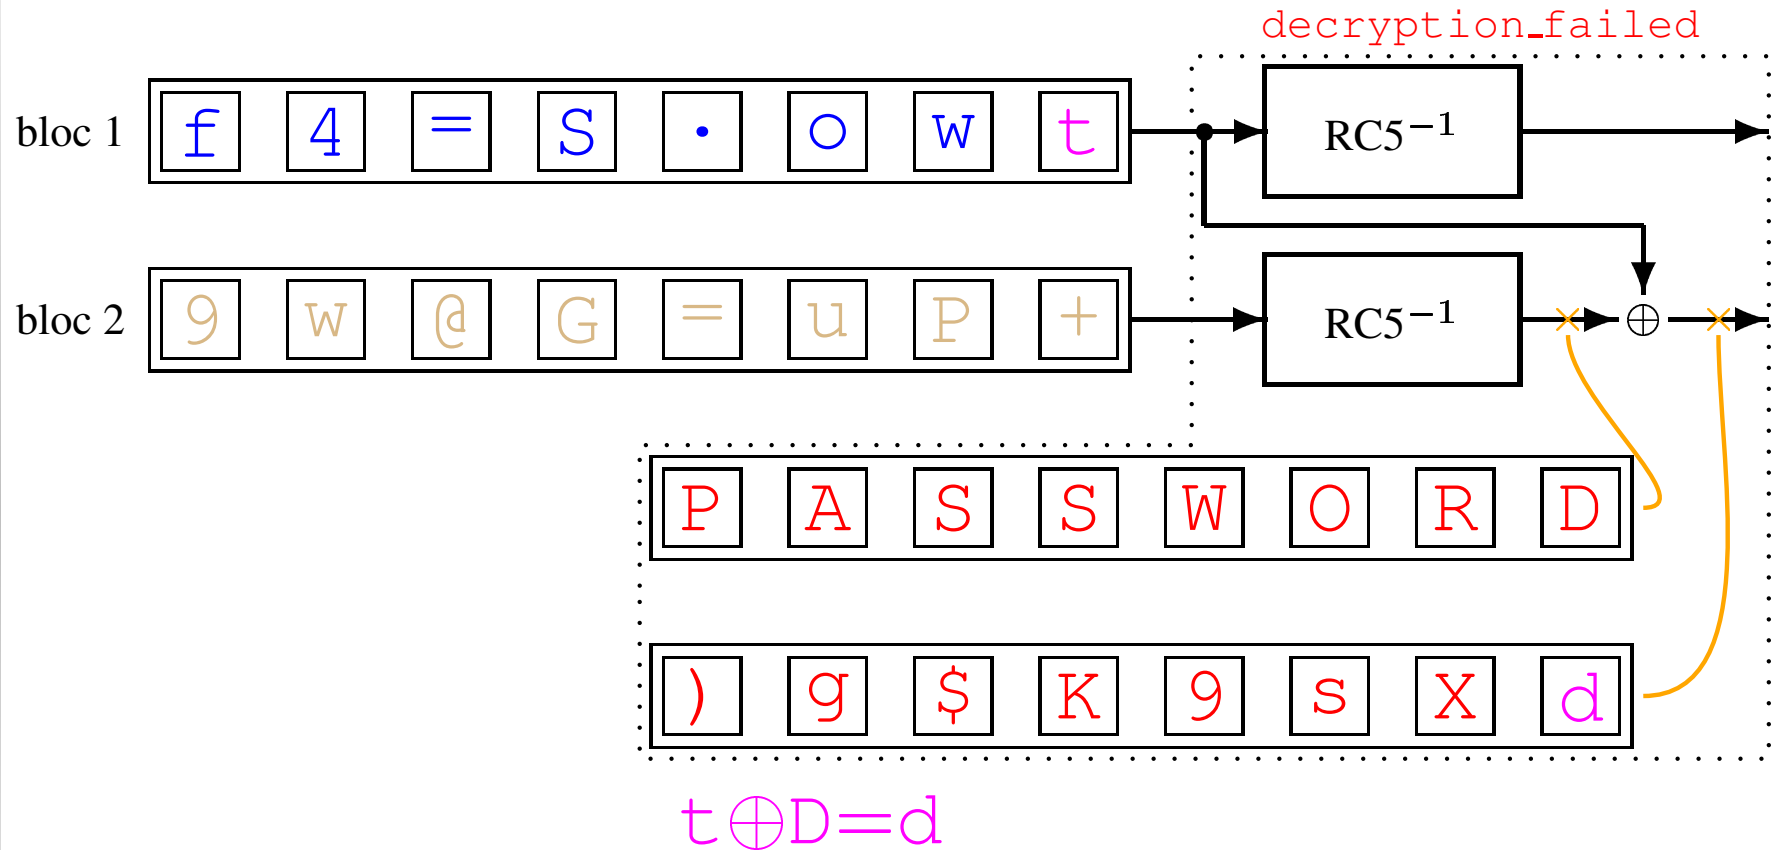 decryption_failed
bloc 1 f 4 = S · o w t RC5⁻¹
bloc 2 9 w @ G = u P + RC5⁻¹ ⊕
P A S S W O R D
) g $ K 9 s X d
t⊕D=d